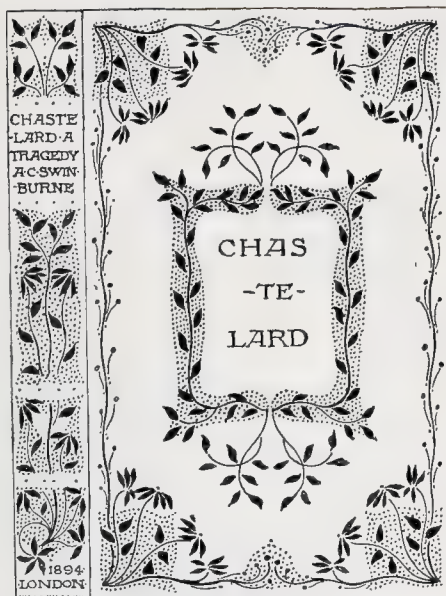 CHASTE
-LARD·A
TRAGEDY
A·C·SWIN
-BURNE
1894
LONDON
CHAS
-TE-
LARD